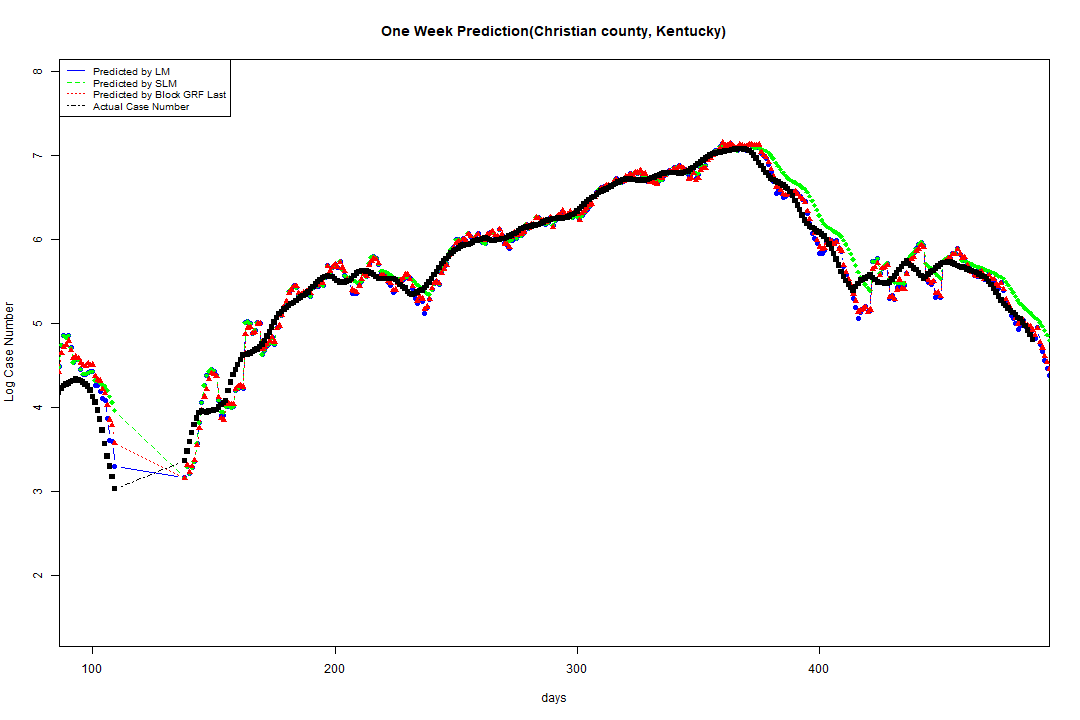 One Week Prediction(Christian county, Kentucky)
Predicted by LM
Predicted by SLM
Predicted by Block GRF Last
Actual Case Number
8
7
6
5
4
3
2
Log Case Number
100 200 300 400
days